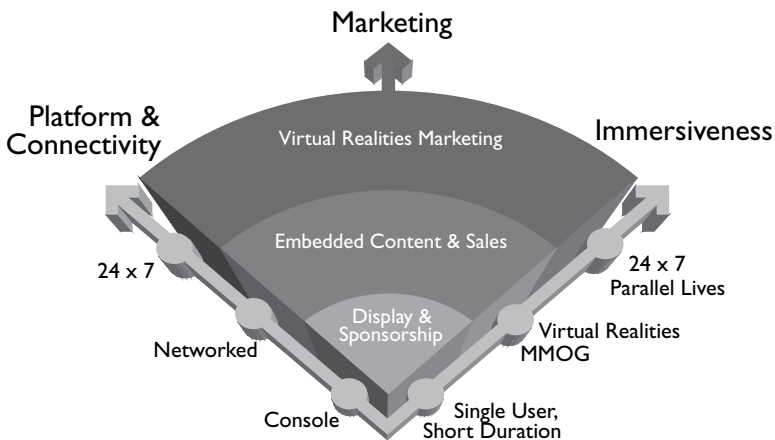 Marketing
Platform &
Connectivity
Immersiveness
Virtual Realities Marketing
Embedded Content & Sales
24 x 7
24 x 7
Parallel Lives
Display &
Sponsorship
Networked
Virtual Realities
MMOG
Console
Single User,
Short Duration